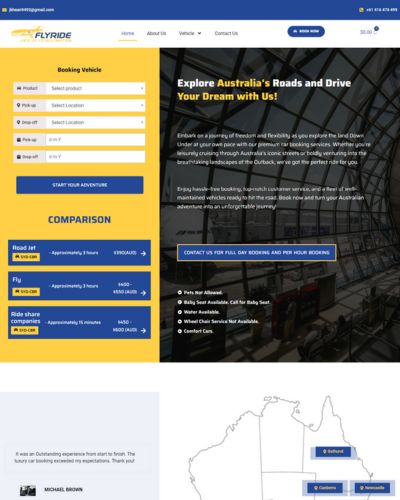 jkhean9493@gmail.com
+61 416 476 495
FLYRIDE
Home
About Us
Vehicle
Contact Us
BOOK NOW
$0.00
Booking Vehicle
Product
Select product
Pick-up
Select Location
Drop-off
Select Location
Pick-up
Drop-off
START YOUR ADVENTURE
COMPARISON
Road Jet
SYD-CBR
- Approximately 3 hours
$390(AUD)
Fly
SYD-CBR
- Approximately 3 hours
$400 -
$550 (AUD)
Ride share
companies
SYD-CBR
- Approximately 15 minutes
$450 -
$600 (AUD)
Explore Australia's Roads and Drive
Your Dream with Us!
Embark on a journey of freedom and flexibility as you explore the land Down
Under at your own pace with our premium car booking services. Whether you're
leisurely cruising through Australia's iconic streets or boldly venturing into the
breathtaking landscapes of the Outback, we've got the perfect ride for you.
Enjoy hassle-free booking, top-notch customer service, and a fleet of well-
maintained vehicles ready to hit the road. Book now and turn your Australian
adventure into an unforgettable journey!
CONTACT US FOR FULL DAY BOOKING AND PER HOUR BOOKING
Pets Not Allowed.
Baby Seat Available. Call for Baby Seat.
Water Available.
Wheel Chair Service Not Available.
Comfort Cars.
It was an Outstanding experience from start to finish. The
luxury car booking exceeded my expectations. Thank you!
MICHAEL BROWN
Bathurst
Canberra
Newcastle